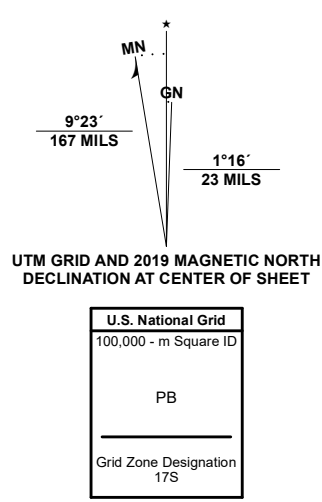 MN
GN
9°23´
167 MILS
1°16´
23 MILS
UTM GRID AND 2019 MAGNETIC NORTH
DECLINATION AT CENTER OF SHEET
U.S. National Grid
100,000 - m Square ID
PB
Grid Zone Designation
17S